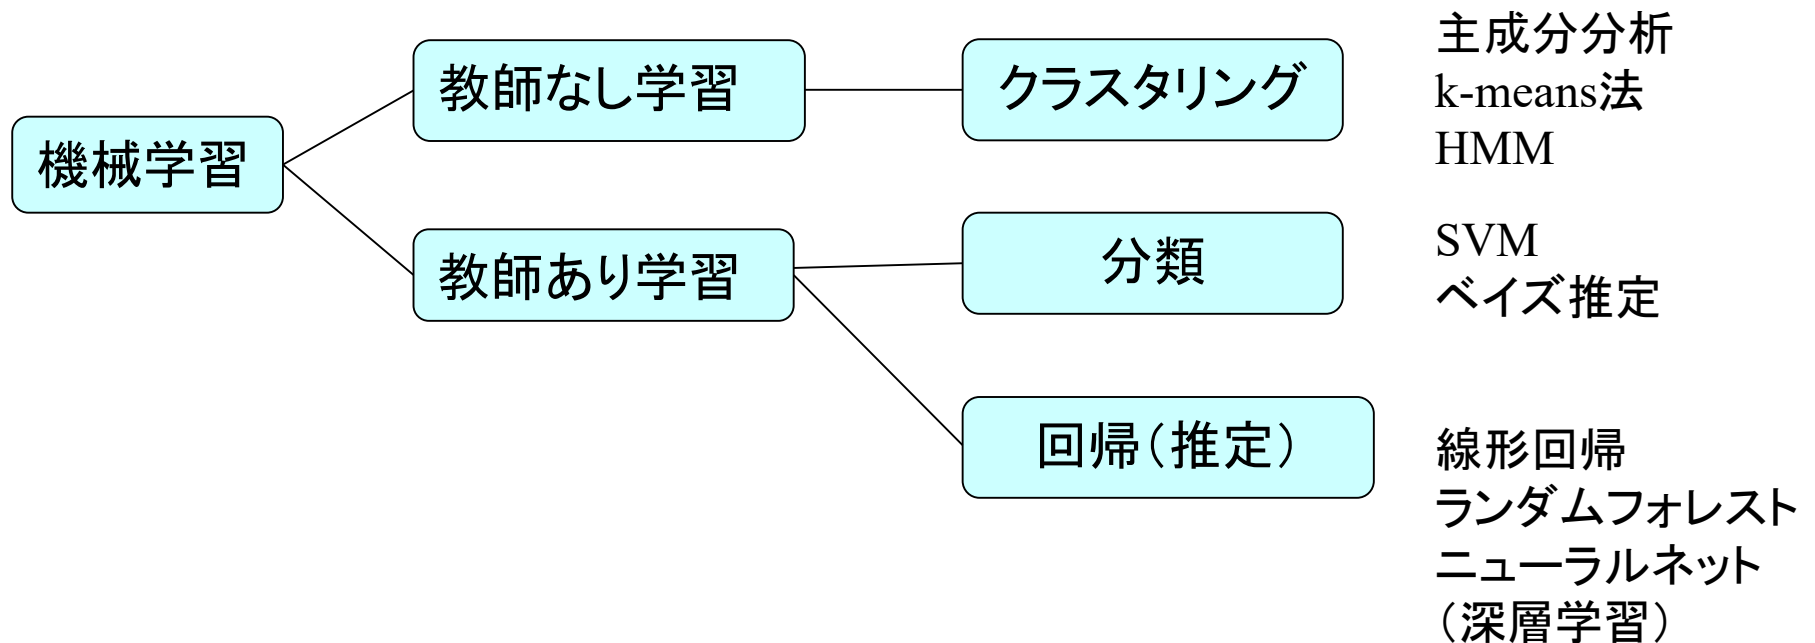 機械学習
教師なし学習
クラスタリング
主成分分析
k-means法
HMM
教師あり学習
分類
SVM
ベイズ推定
回帰（推定）
線形回帰
ランダムフォレスト
ニューラルネット
（深層学習）